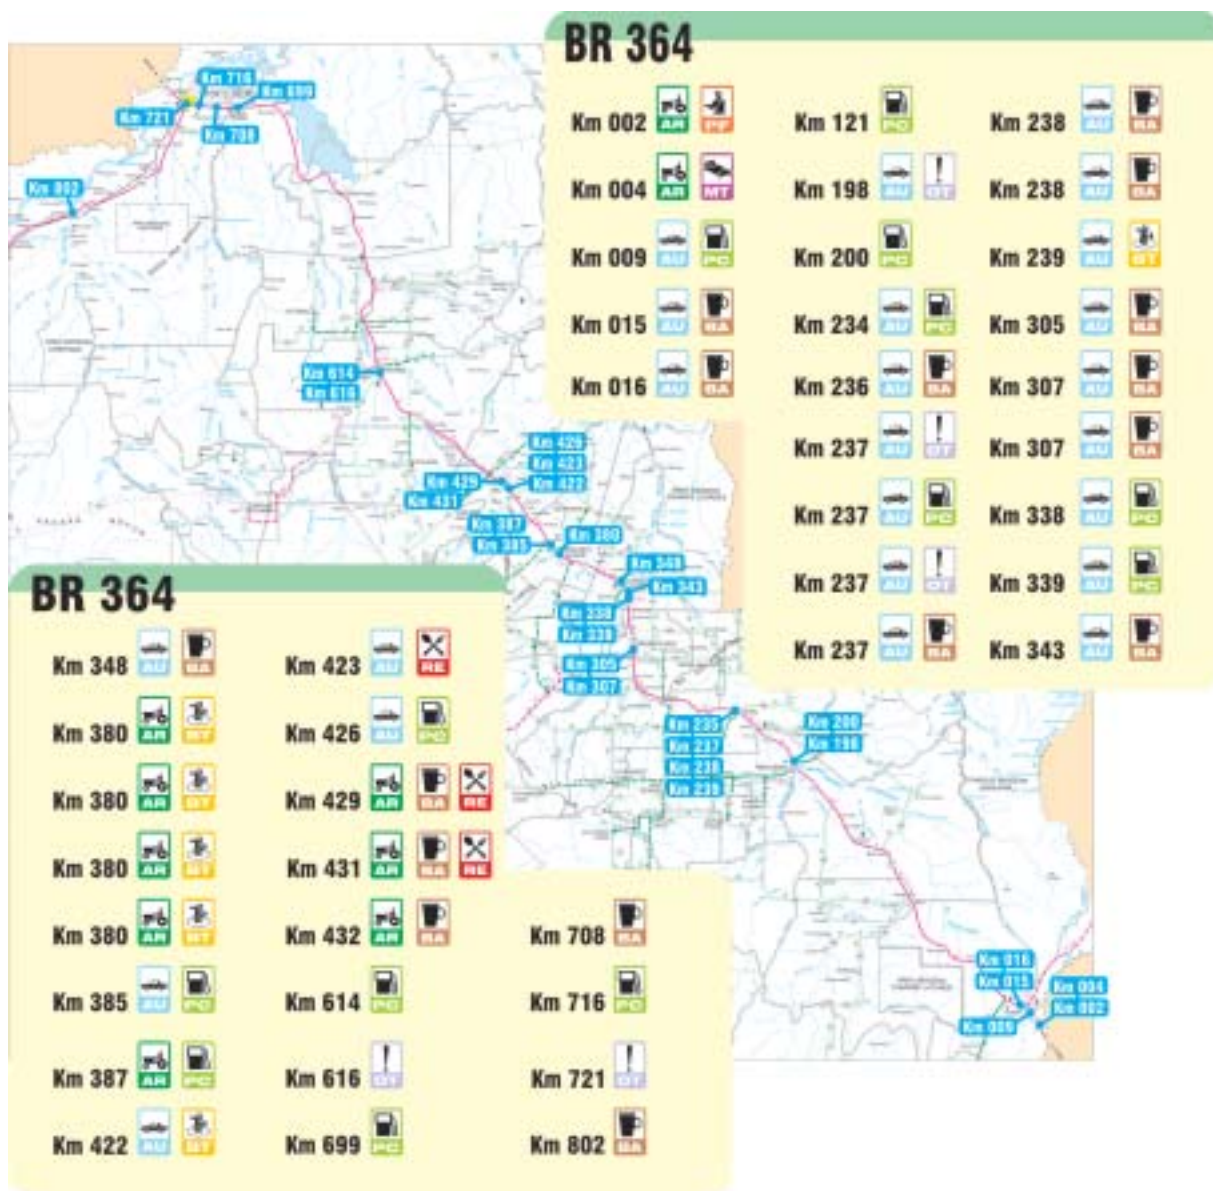 BR 364
Km 002 AR PF
Km 004 AR MT
Km 009 AU PC
Km 015 AU BA
Km 016 AU BA
Km 121 PC
Km 198 AU OT
Km 200 PC
Km 234 AU PC
Km 236 AU BA
Km 237 AU OT
Km 237 AU PC
Km 237 AU OT
Km 237 AU BA
Km 238 AU BA
Km 238 AU BA
Km 239 AU BT
Km 305 AU BA
Km 307 AU BA
Km 307 AU BA
Km 338 AU PC
Km 339 AU PC
Km 343 AU BA
Km 716
Km 699
Km 721
Km 708
Km 802
Km 614
Km 616
Km 426
Km 423
Km 422
Km 429
Km 431
Km 387
Km 385
Km 380
Km 348
Km 343
Km 338
Km 339
Km 305
Km 307
Km 235
Km 237
Km 238
Km 239
Km 200
Km 198
Km 016
Km 015
Km 009
Km 004
Km 002
BR 364
Km 348 AU BA
Km 380 AR BT
Km 380 AR BT
Km 380 AR BT
Km 380 AR BT
Km 385 AU PC
Km 387 AR PC
Km 422 AU BT
Km 423 AU RE
Km 426 AU PC
Km 429 AR BA RE
Km 431 AR BA RE
Km 432 AR BA
Km 614 PC
Km 616 OT
Km 699 PC
Km 708 BA
Km 716 PC
Km 721 OT
Km 802 BA